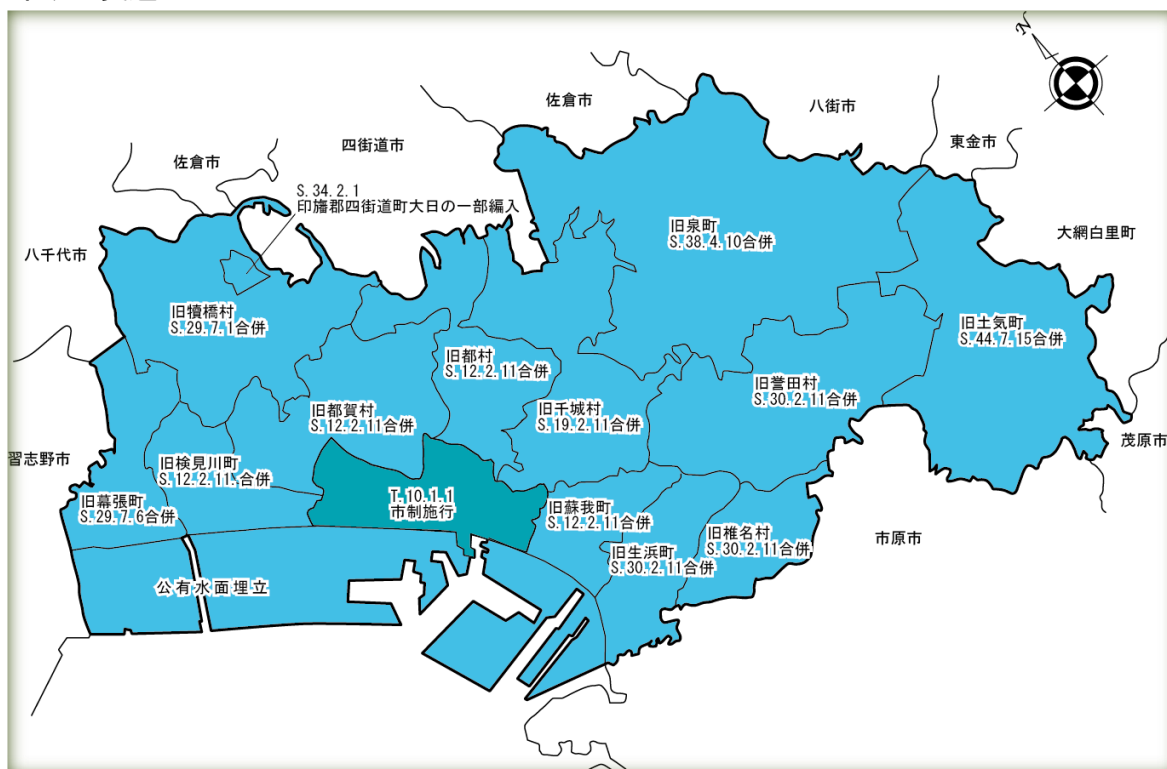 N
佐倉市
八街市
東金市
四街道市
佐倉市
S.34.2.1
印旛郡四街道町大日の一部編入
大網白里町
旧泉町
S.38.4.10合併
八千代市
旧犢橋村
S.29.7.1合併
旧土気町
S.44.7.15合併
旧都村
S.12.2.11合併
旧誉田村
S.30.2.11合併
旧都賀村
S.12.2.11合併
旧千城村
S.19.2.11合併
茂原市
習志野市
旧検見川町
S.12.2.11.合併
旧幕張町
S.29.7.6合併
T.10.1.1
市制施行
旧蘇我町
S.12.2.11合併
旧椎名村
S.30.2.11合併
市原市
旧生浜町
S.30.2.11合併
公有水面埋立